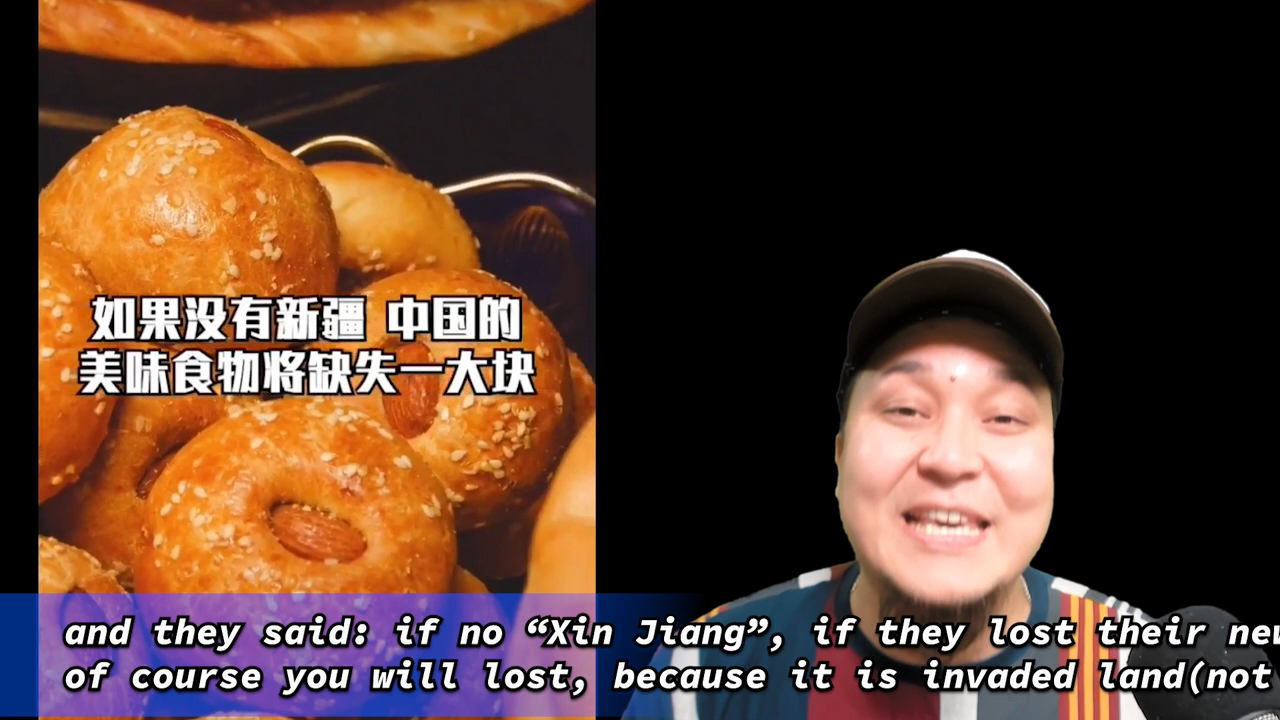 如果没有新疆 中国的
美味食物将缺失一大块
and they said: if no “Xin Jiang”, if they lost their
of course you will lost, because it is invaded land(not